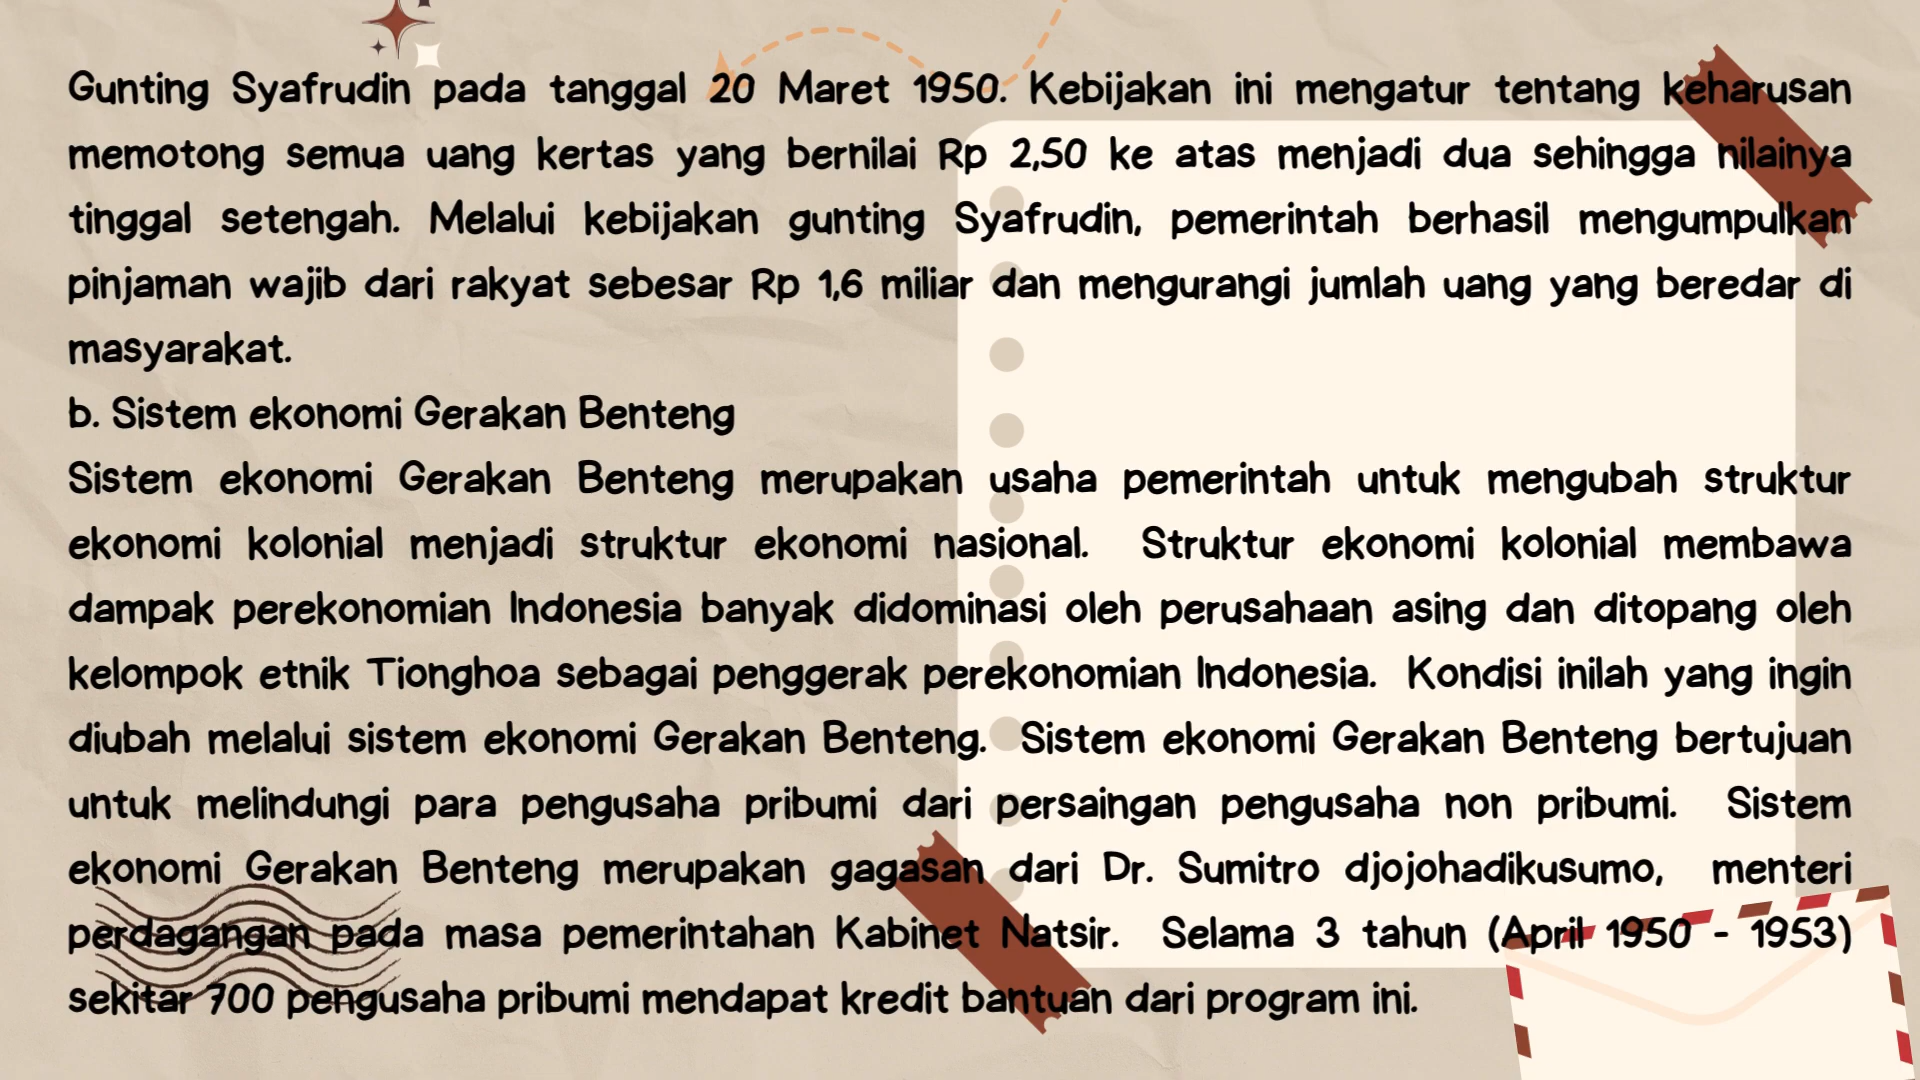 Gunting Syafrudin pada tanggal 20 Maret 1950. Kebijakan ini mengatur tentang keharusan
memotong semua uang kertas yang bernilai Rp 2,50 ke atas menjadi dua sehingga nilainya
tinggal setengah. Melalui kebijakan gunting Syafrudin, pemerintah berhasil mengumpulkan
pinjaman wajib dari rakyat sebesar Rp 1,6 miliar dan mengurangi jumlah uang yang beredar di
masyarakat.
b. Sistem ekonomi Gerakan Benteng
Sistem ekonomi Gerakan Benteng merupakan usaha pemerintah untuk mengubah struktur
ekonomi kolonial menjadi struktur ekonomi nasional. Struktur ekonomi kolonial membawa
dampak perekonomian Indonesia banyak didominasi oleh perusahaan asing dan ditopang oleh
kelompok etnik Tionghoa sebagai penggerak perekonomian Indonesia. Kondisi inilah yang ingin
diubah melalui sistem ekonomi Gerakan Benteng. Sistem ekonomi Gerakan Benteng bertujuan
untuk melindungi para pengusaha pribumi dari persaingan pengusaha non pribumi. Sistem
ekonomi Gerakan Benteng merupakan gagasan dari Dr. Sumitro djojohadikusumo, menteri
perdagangan pada masa pemerintahan Kabinet Natsir. Selama 3 tahun (April 1950 - 1953)
sekitar 700 pengusaha pribumi mendapat kredit bantuan dari program ini.